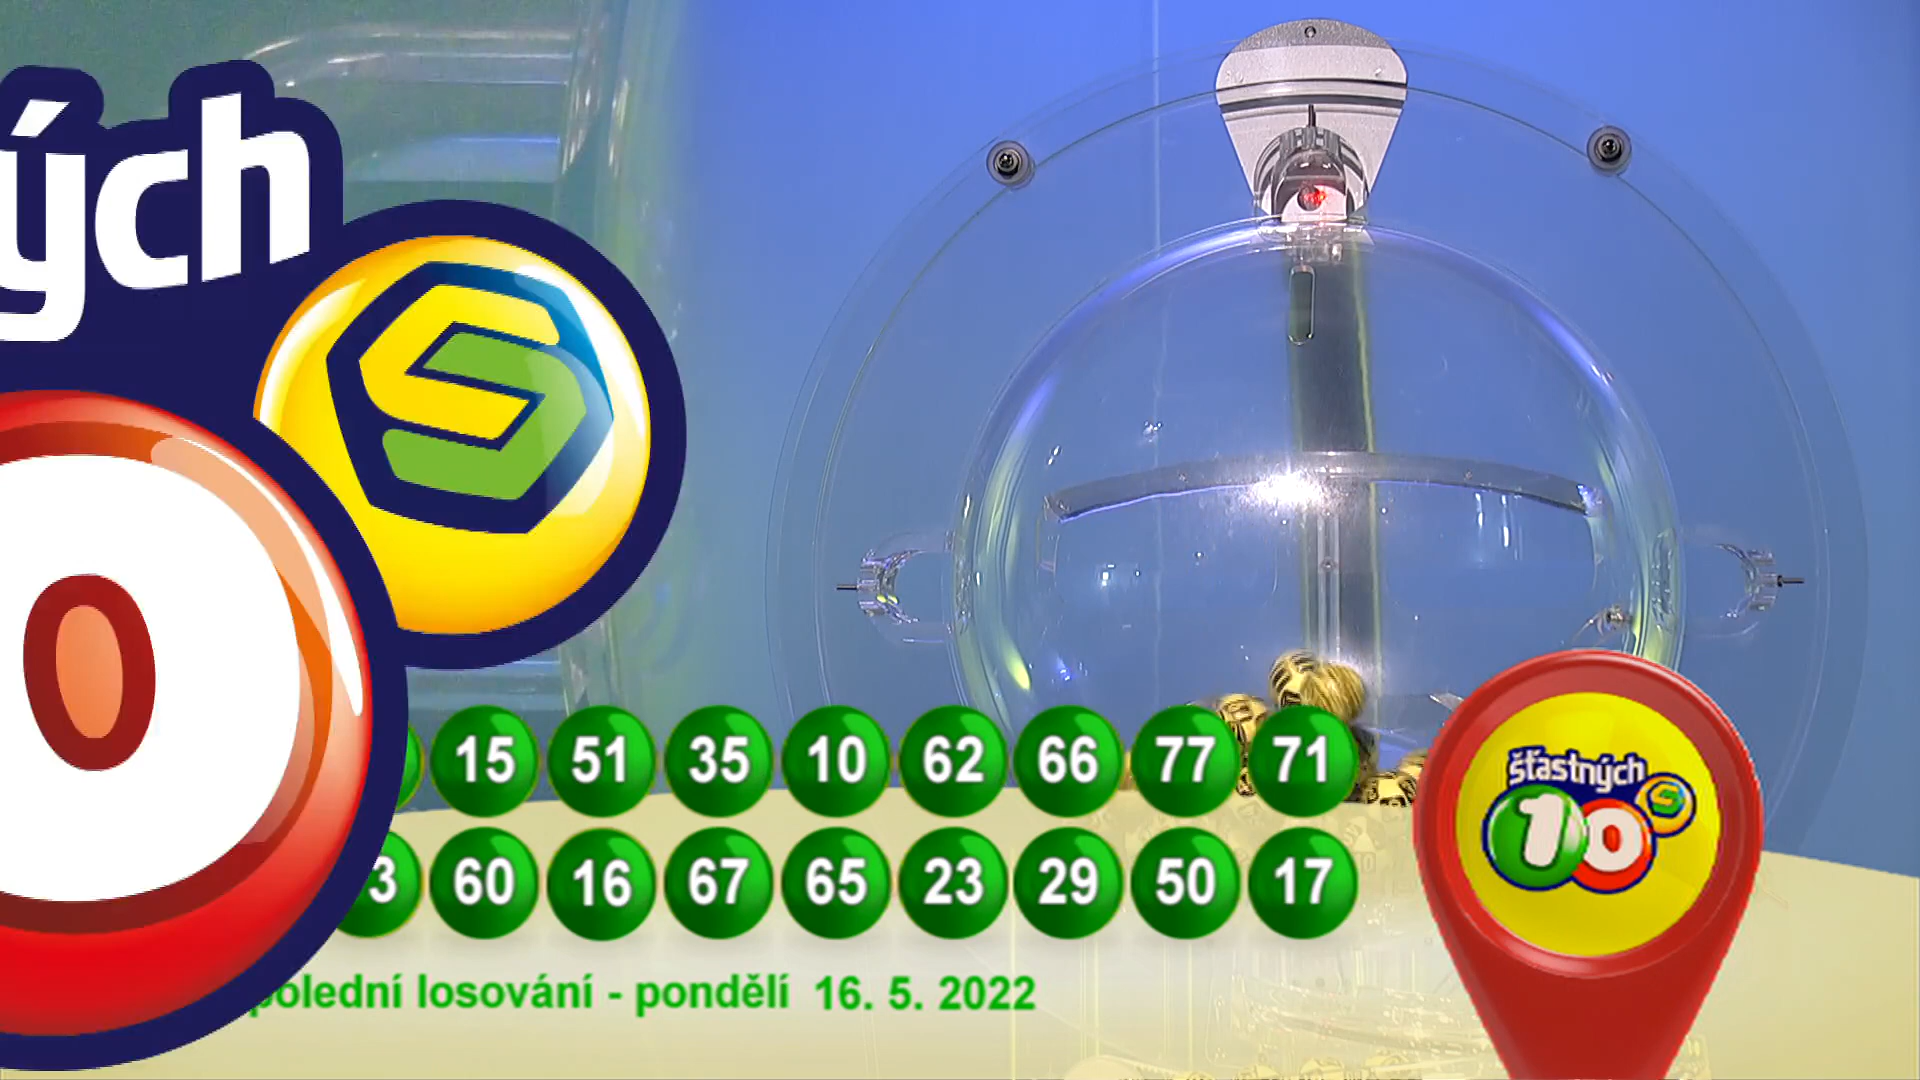 ých
0
15 51 35 10 62 66 77 71
3 60 16 67 65 23 29 50 17
polední losování - pondělí 16. 5. 2022
šťastných
10